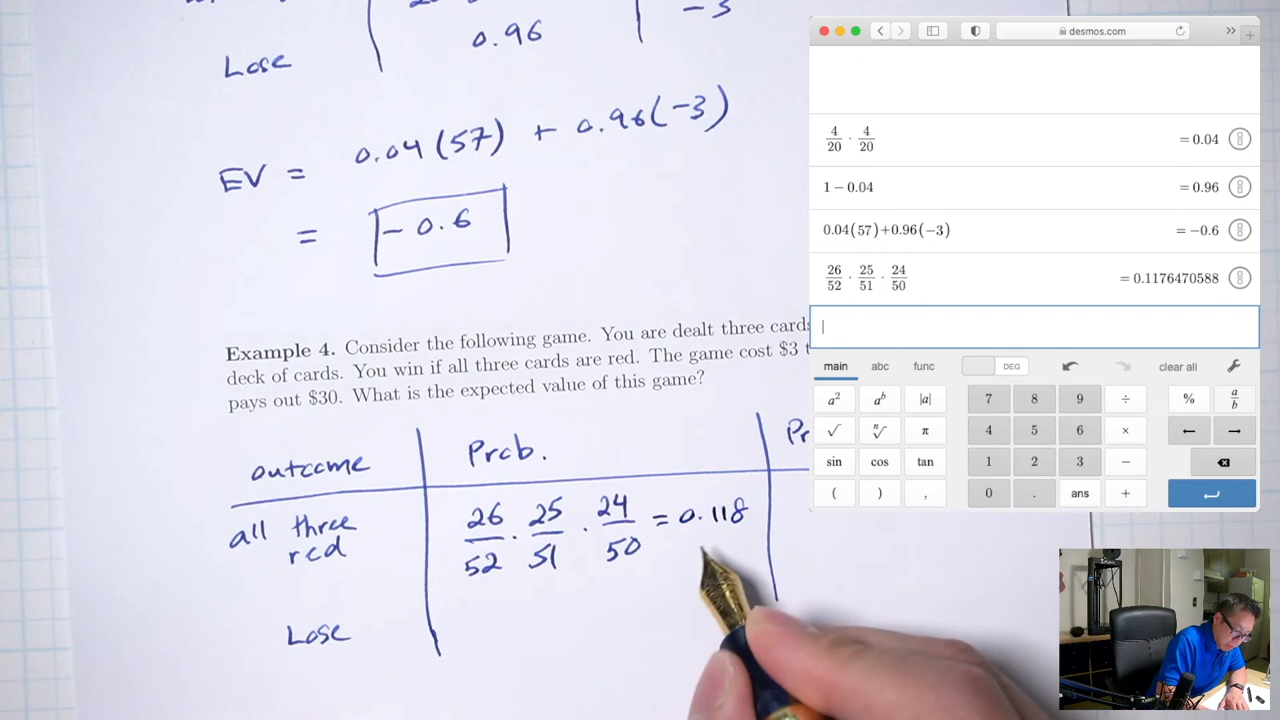 -3
0.96
Lose
EV = 0.04(57) + 0.96(-3)
= -0.6
Example 4. Consider the following game. You are dealt three cards
deck of cards. You win if all three cards are red. The game cost $3 t
pays out $30. What is the expected value of this game?
outcome Prob. Pr
all three red 26/52 · 25/51 · 24/50 = 0.118
Lose
desmos.com
4/20 · 4/20 = 0.04
1 − 0.04 = 0.96
0.04(57)+0.96(−3) = −0.6
26/52 · 25/51 · 24/50 = 0.1176470588
main abc func DEG clear all
a² aᵇ |a| 7 8 9 ÷ % a/b
√ ⁿ√ π 4 5 6 × ← →
sin cos tan 1 2 3 −
( ) , 0 . ans +